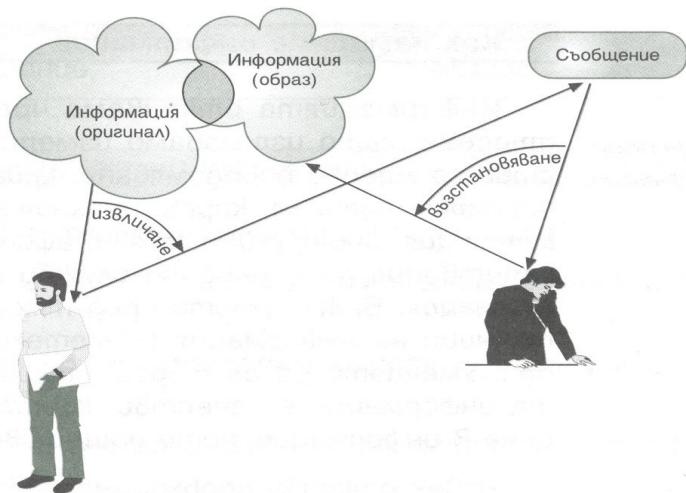 Информация
(образ)
Съобщение
Информация
(оригинал)
извличане
възстановяване